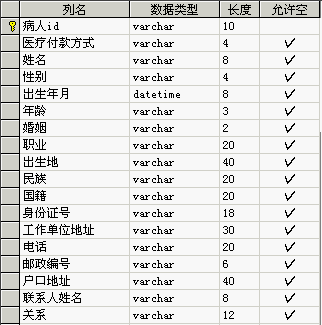 列名 数据类型 长度 允许空
病人id varchar 10
医疗付款方式 varchar 4 ✓
姓名 varchar 8 ✓
性别 varchar 4 ✓
出生年月 datetime 8 ✓
年龄 varchar 3 ✓
婚姻 varchar 2 ✓
职业 varchar 20 ✓
出生地 varchar 40 ✓
民族 varchar 20 ✓
国籍 varchar 20 ✓
身份证号 varchar 18 ✓
工作单位地址 varchar 30 ✓
电话 varchar 20 ✓
邮政编号 varchar 6 ✓
户口地址 varchar 40 ✓
联系人姓名 varchar 8 ✓
关系 varchar 12 ✓